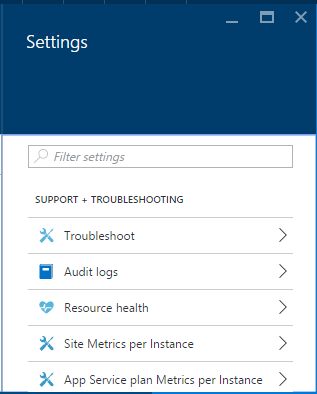 Settings
Filter settings
SUPPORT + TROUBLESHOOTING
Troubleshoot
Audit logs
Resource health
Site Metrics per Instance
App Service plan Metrics per Instance